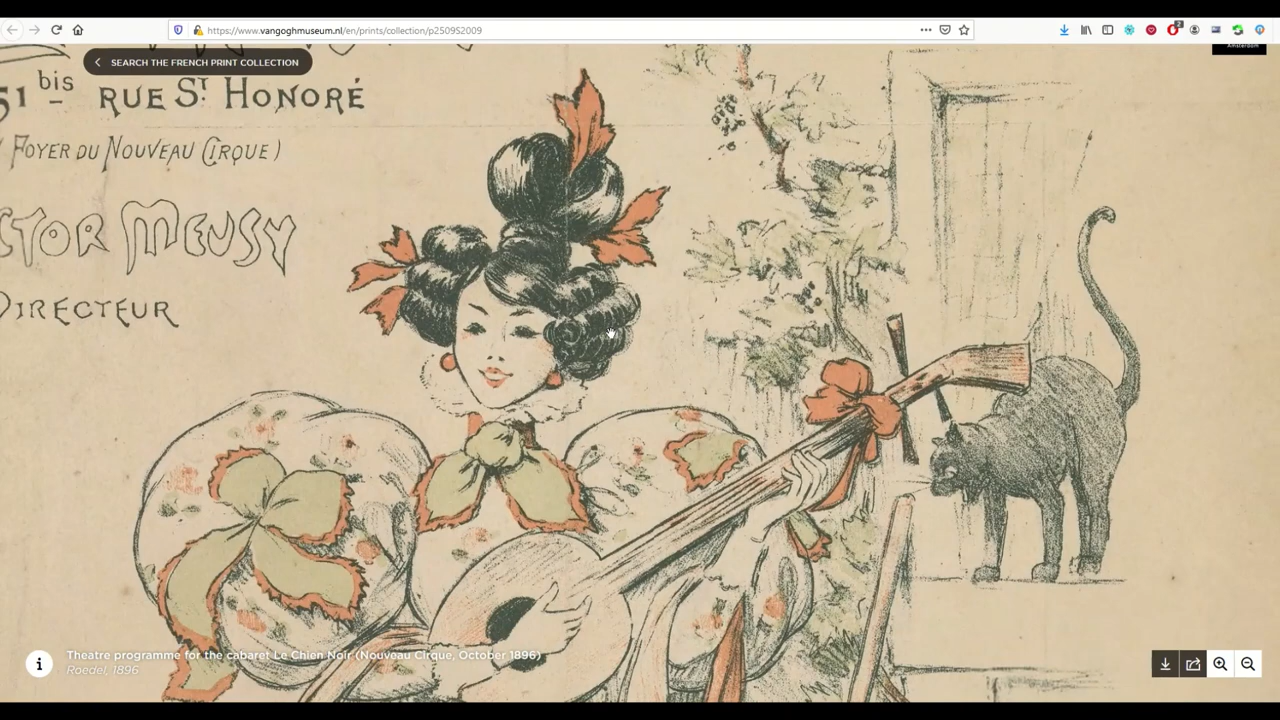 https://www.vangoghmuseum.nl/en/prints/collection/p2509S2009
2
SEARCH THE FRENCH PRINT COLLECTION
Amsterdam
51 bis RUE ST HONORÉ
( FOYER DU NOUVEAU CIRQUE )
CTOR MEUSY
DIRECTEUR
i
Theatre programme for the cabaret Le Chien Noir (Nouveau Cirque, October 1896)
Roedel, 1896